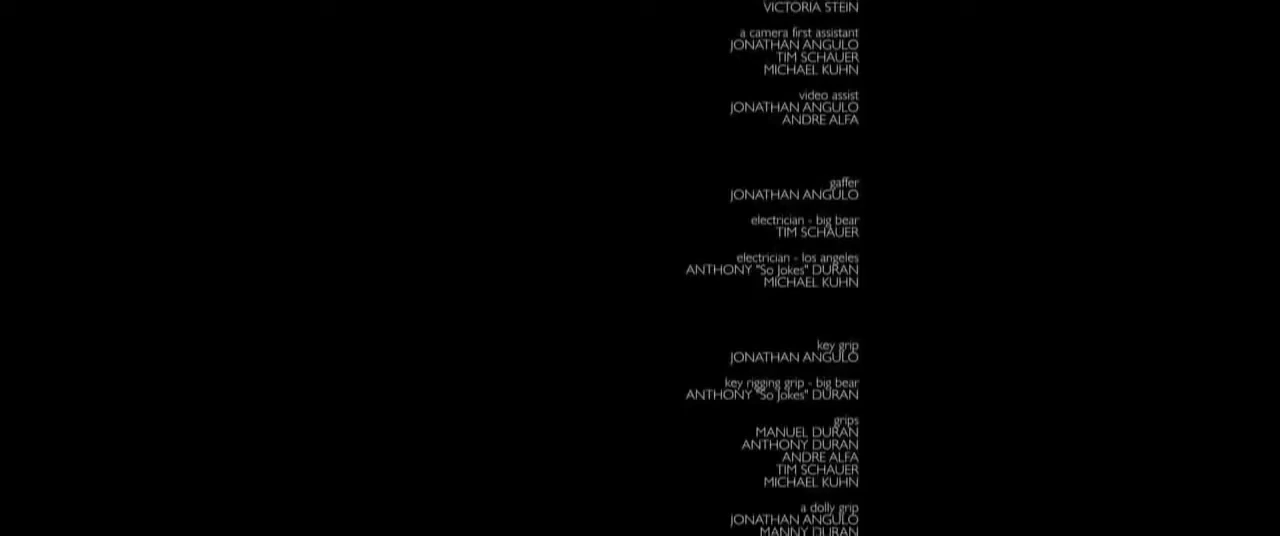 VICTORIA STEIN
a camera first assistant
JONATHAN ANGULO
TIM SCHAUER
MICHAEL KUHN
video assist
JONATHAN ANGULO
ANDRE ALFA
gaffer
JONATHAN ANGULO
electrician - big bear
TIM SCHAUER
electrician - los angeles
ANTHONY "So Jokes" DURAN
MICHAEL KUHN
key grip
JONATHAN ANGULO
key rigging grip - big bear
ANTHONY "So Jokes" DURAN
grips
MANUEL DURAN
ANTHONY DURAN
ANDRE ALFA
TIM SCHAUER
MICHAEL KUHN
a dolly grip
JONATHAN ANGULO
MANNY DURAN